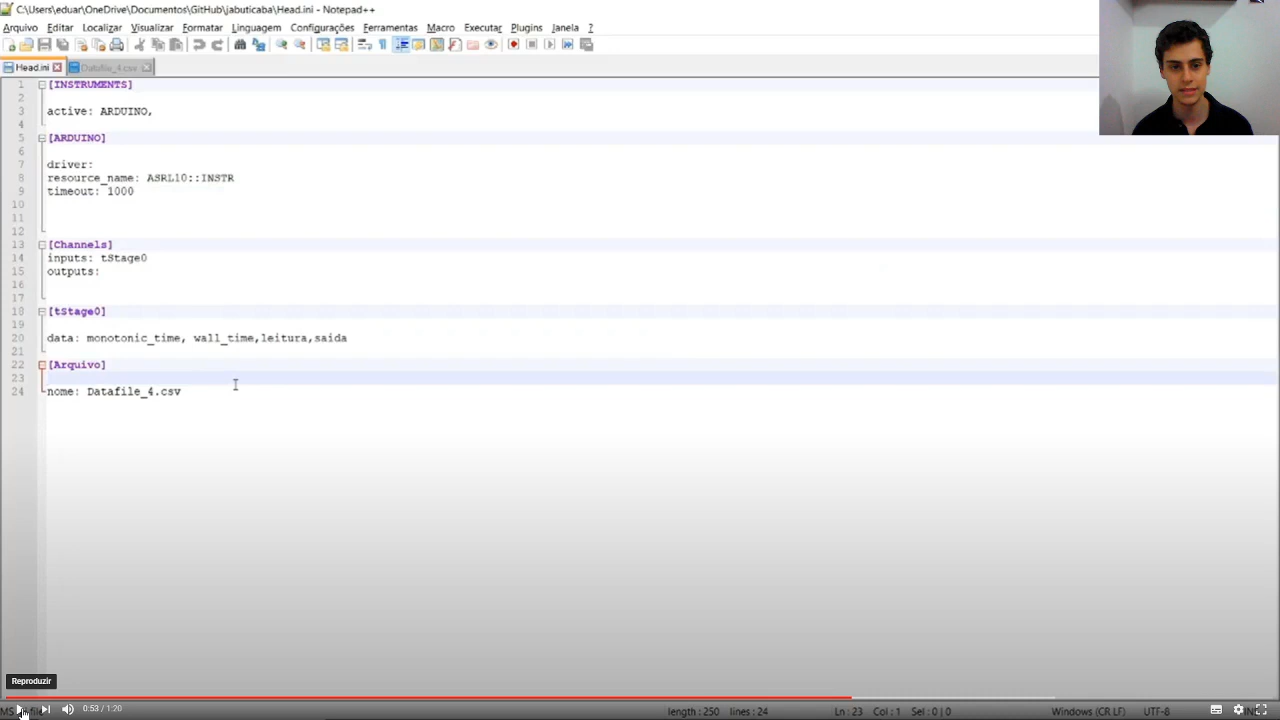 C:\Users\eduar\OneDrive\Documentos\GitHub\jabuticaba\Head.ini - Notepad++
Arquivo Editar Localizar Visualizar Formatar Linguagem Configurações Ferramentas Macro Executar Plugins Janela ?
Head.ini Datafile_4.csv
1 [INSTRUMENTS]
2
3 active: ARDUINO,
4
5 [ARDUINO]
6
7 driver:
8 resource_name: ASRL10::INSTR
9 timeout: 1000
10
11
12
13 [Channels]
14 inputs: tStage0
15 outputs:
16
17
18 [tStage0]
19
20 data: monotonic_time, wall_time,leitura,saida
21
22 [Arquivo]
23
24 nome: Datafile_4.csv
Reproduzir
0:53 / 1:20
length : 250 lines : 24 Ln : 23 Col : 1 Sel : 0 | 0 Windows (CR LF) UTF-8